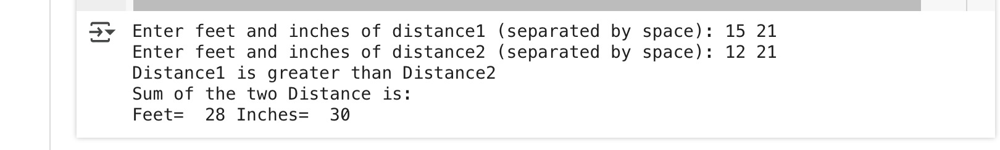 Enter feet and inches of distance1 (separated by space): 15 21
Enter feet and inches of distance2 (separated by space): 12 21
Distance1 is greater than Distance2
Sum of the two Distance is:
Feet=  28 Inches=  30